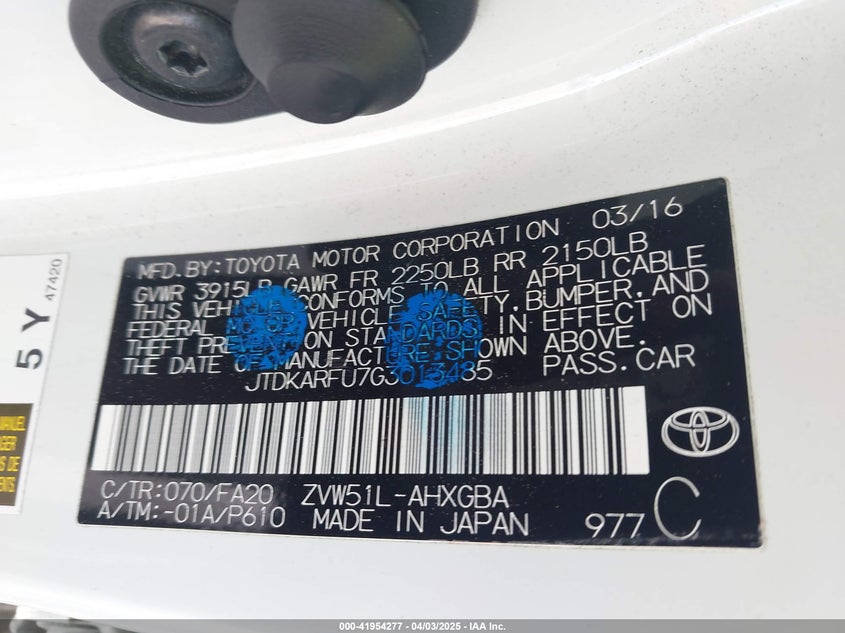 MFD.BY:TOYOTA MOTOR CORPORATION 03/16
GVWR 3915LB GAWR FR 2250LB RR 2150LB
THIS VEHICLE CONFORMS TO ALL APPLICABLE
FEDERAL MOTOR VEHICLE SAFETY,BUMPER,AND
THEFT PREVENTION STANDARDS IN EFFECT ON
THE DATE OF MANUFACTURE SHOWN ABOVE.
JTDKARFU7G3013485 PASS.CAR
C/TR:070/FA20 ZVW51L-AHXGBA
A/TM:-01A/P610 MADE IN JAPAN 977 C
5 Y 47420
000-41954277 - 04/03/2025 - IAA Inc.